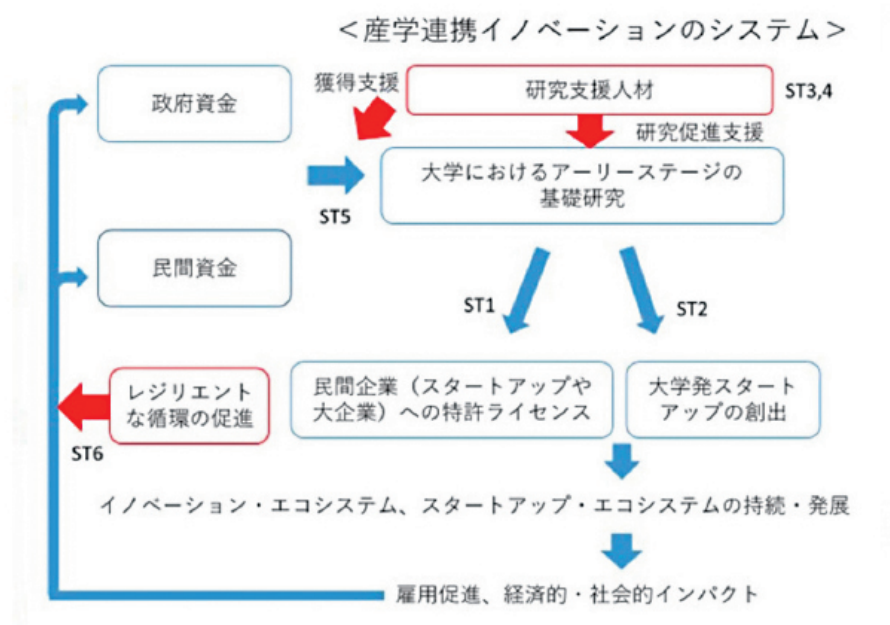 ＜産学連携イノベーションのシステム＞
獲得支援
研究支援人材
ST3,4
政府資金
研究促進支援
大学におけるアーリーステージの
基礎研究
ST5
民間資金
ST1
ST2
レジリエント
な循環の促進
民間企業（スタートアップや
大企業）への特許ライセンス
大学発スタート
アップの創出
ST6
イノベーション・エコシステム、スタートアップ・エコシステムの持続・発展
雇用促進、経済的・社会的インパクト